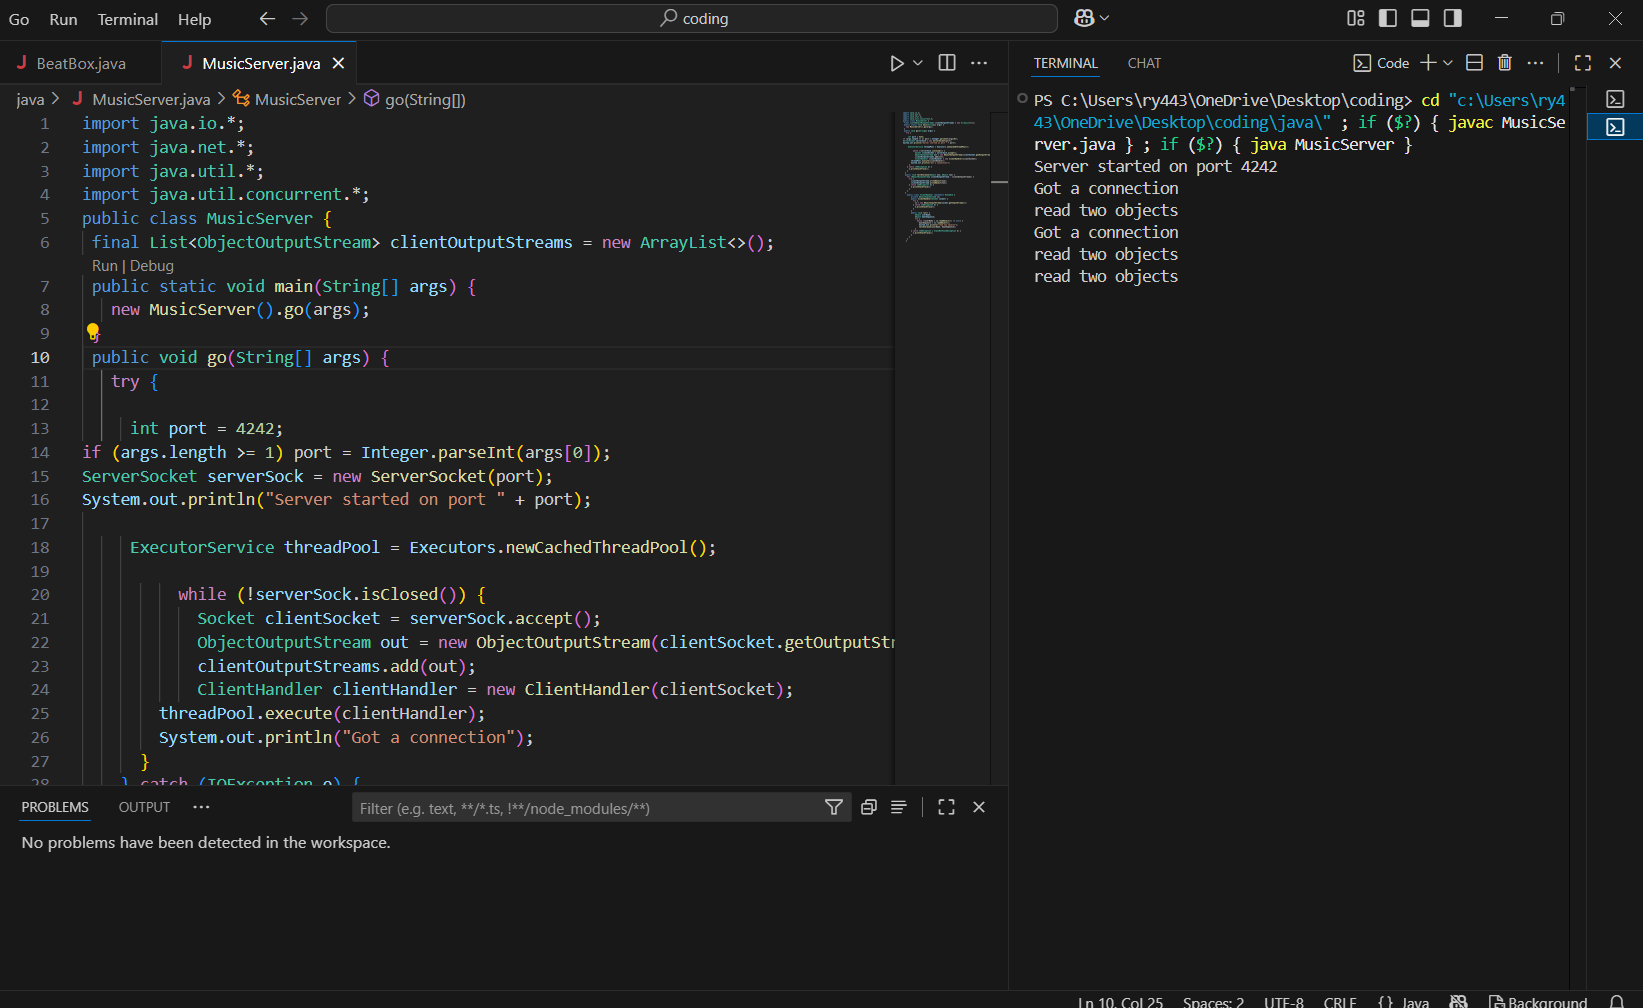 Go Run Terminal Help
coding
BeatBox.java
MusicServer.java
java > MusicServer.java > MusicServer > go(String[])
1 import java.io.*;
2 import java.net.*;
3 import java.util.*;
4 import java.util.concurrent.*;
5 public class MusicServer {
6 final List<ObjectOutputStream> clientOutputStreams = new ArrayList<>();
Run | Debug
7 public static void main(String[] args) {
8 new MusicServer().go(args);
9 }
10 public void go(String[] args) {
11 try {
12
13 int port = 4242;
14 if (args.length >= 1) port = Integer.parseInt(args[0]);
15 ServerSocket serverSock = new ServerSocket(port);
16 System.out.println("Server started on port " + port);
17
18 ExecutorService threadPool = Executors.newCachedThreadPool();
19
20 while (!serverSock.isClosed()) {
21 Socket clientSocket = serverSock.accept();
22 ObjectOutputStream out = new ObjectOutputStream(clientSocket.getOutputStr
23 clientOutputStreams.add(out);
24 ClientHandler clientHandler = new ClientHandler(clientSocket);
25 threadPool.execute(clientHandler);
26 System.out.println("Got a connection");
27 }
28 } catch (IOException e) {
PROBLEMS OUTPUT ...
Filter (e.g. text, **/*.ts, !**/node_modules/**)
No problems have been detected in the workspace.
TERMINAL CHAT
Code
PS C:\Users\ry443\OneDrive\Desktop\coding> cd "c:\Users\ry4
43\OneDrive\Desktop\coding\java\" ; if ($?) { javac MusicSe
rver.java } ; if ($?) { java MusicServer }
Server started on port 4242
Got a connection
read two objects
Got a connection
read two objects
read two objects
Ln 10, Col 25 Spaces: 2 UTF-8 CRLF {} Java Background